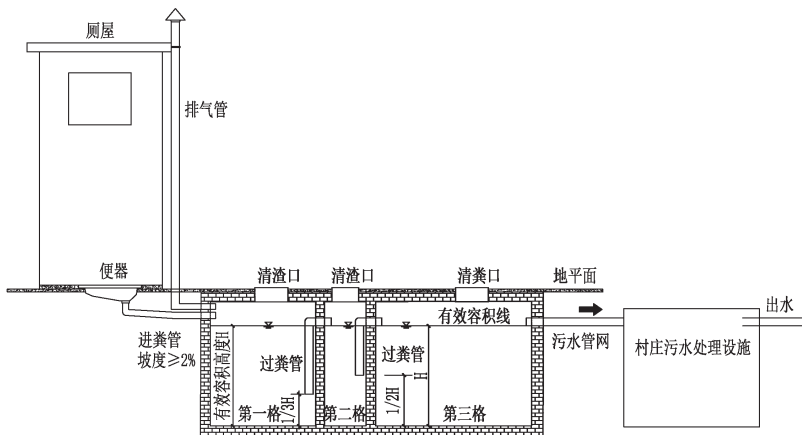 厕屋
排气管
便器
清渣口
清渣口
清粪口
地平面
进粪管
坡度≥2%
有效容积高度H
过粪管
过粪管
有效容积线
污水管网
出水
村庄污水处理设施
第一格
1/3H
第二格
1/2H
H
第三格